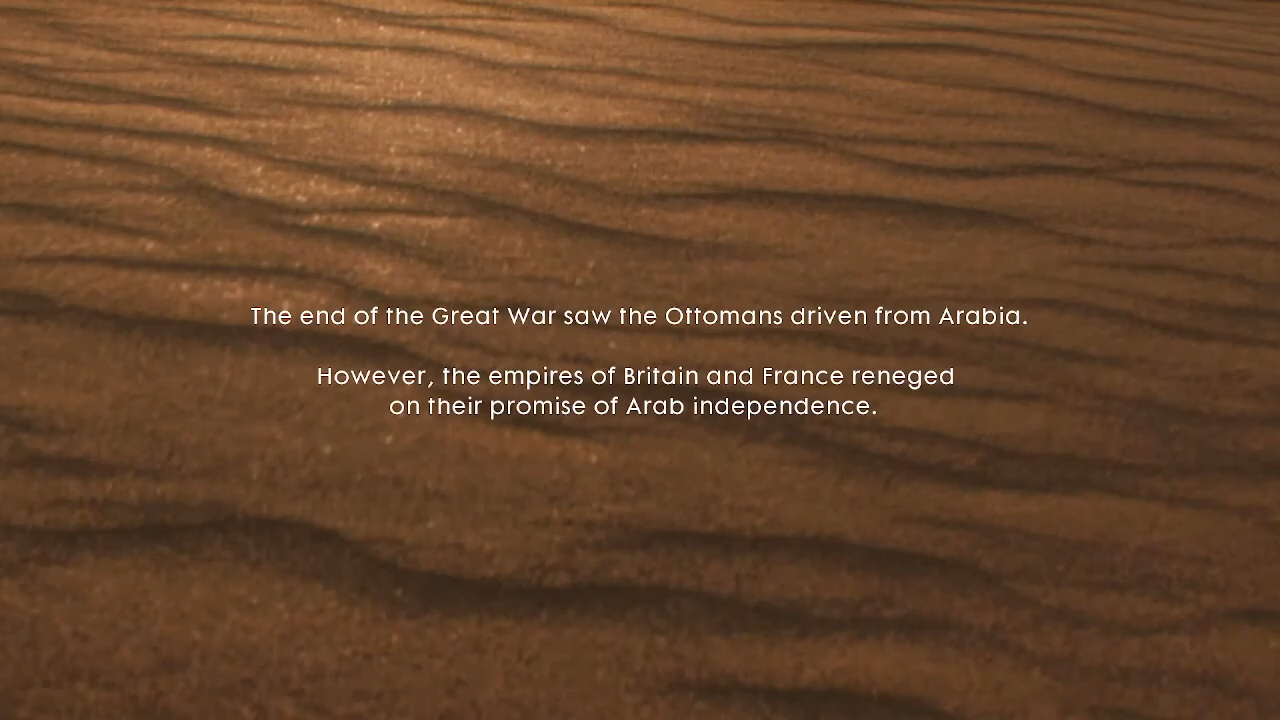 The end of the Great War saw the Ottomans driven from Arabia.
However, the empires of Britain and France reneged
on their promise of Arab independence.